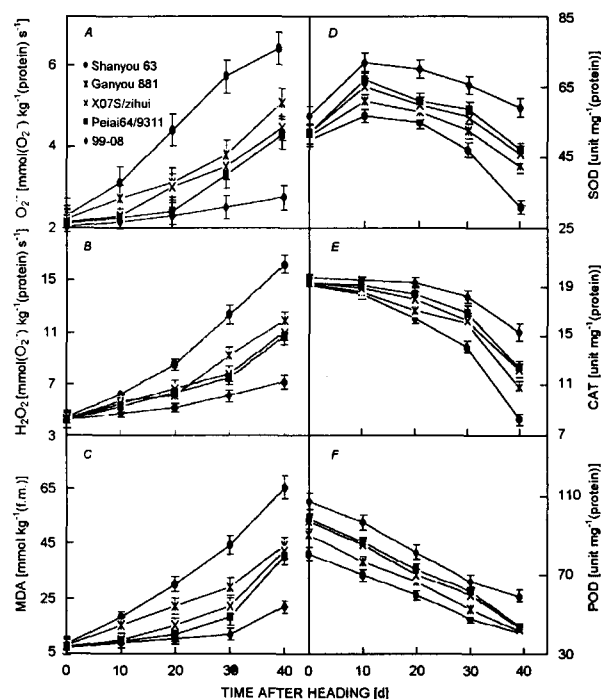 A
Shanyou 63
Ganyou 881
X07S/zihui
Peiai64/9311
99-08
O₂˙⁻ [mmol(O₂⁻) kg⁻¹(protein) s⁻¹]
6
4
2
B
H₂O₂ [mmol(O₂⁻) kg⁻¹(protein) s⁻¹]
15
11
7
3
C
MDA [mmol kg⁻¹(f.m.)]
65
45
25
5
0 10 20 30 40
D
SOD [unit mg⁻¹(protein)]
85
65
45
25
E
CAT [unit mg⁻¹(protein)]
19
15
11
7
F
POD [unit mg⁻¹(protein)]
110
70
30
0 10 20 30 40
TIME AFTER HEADING [d]